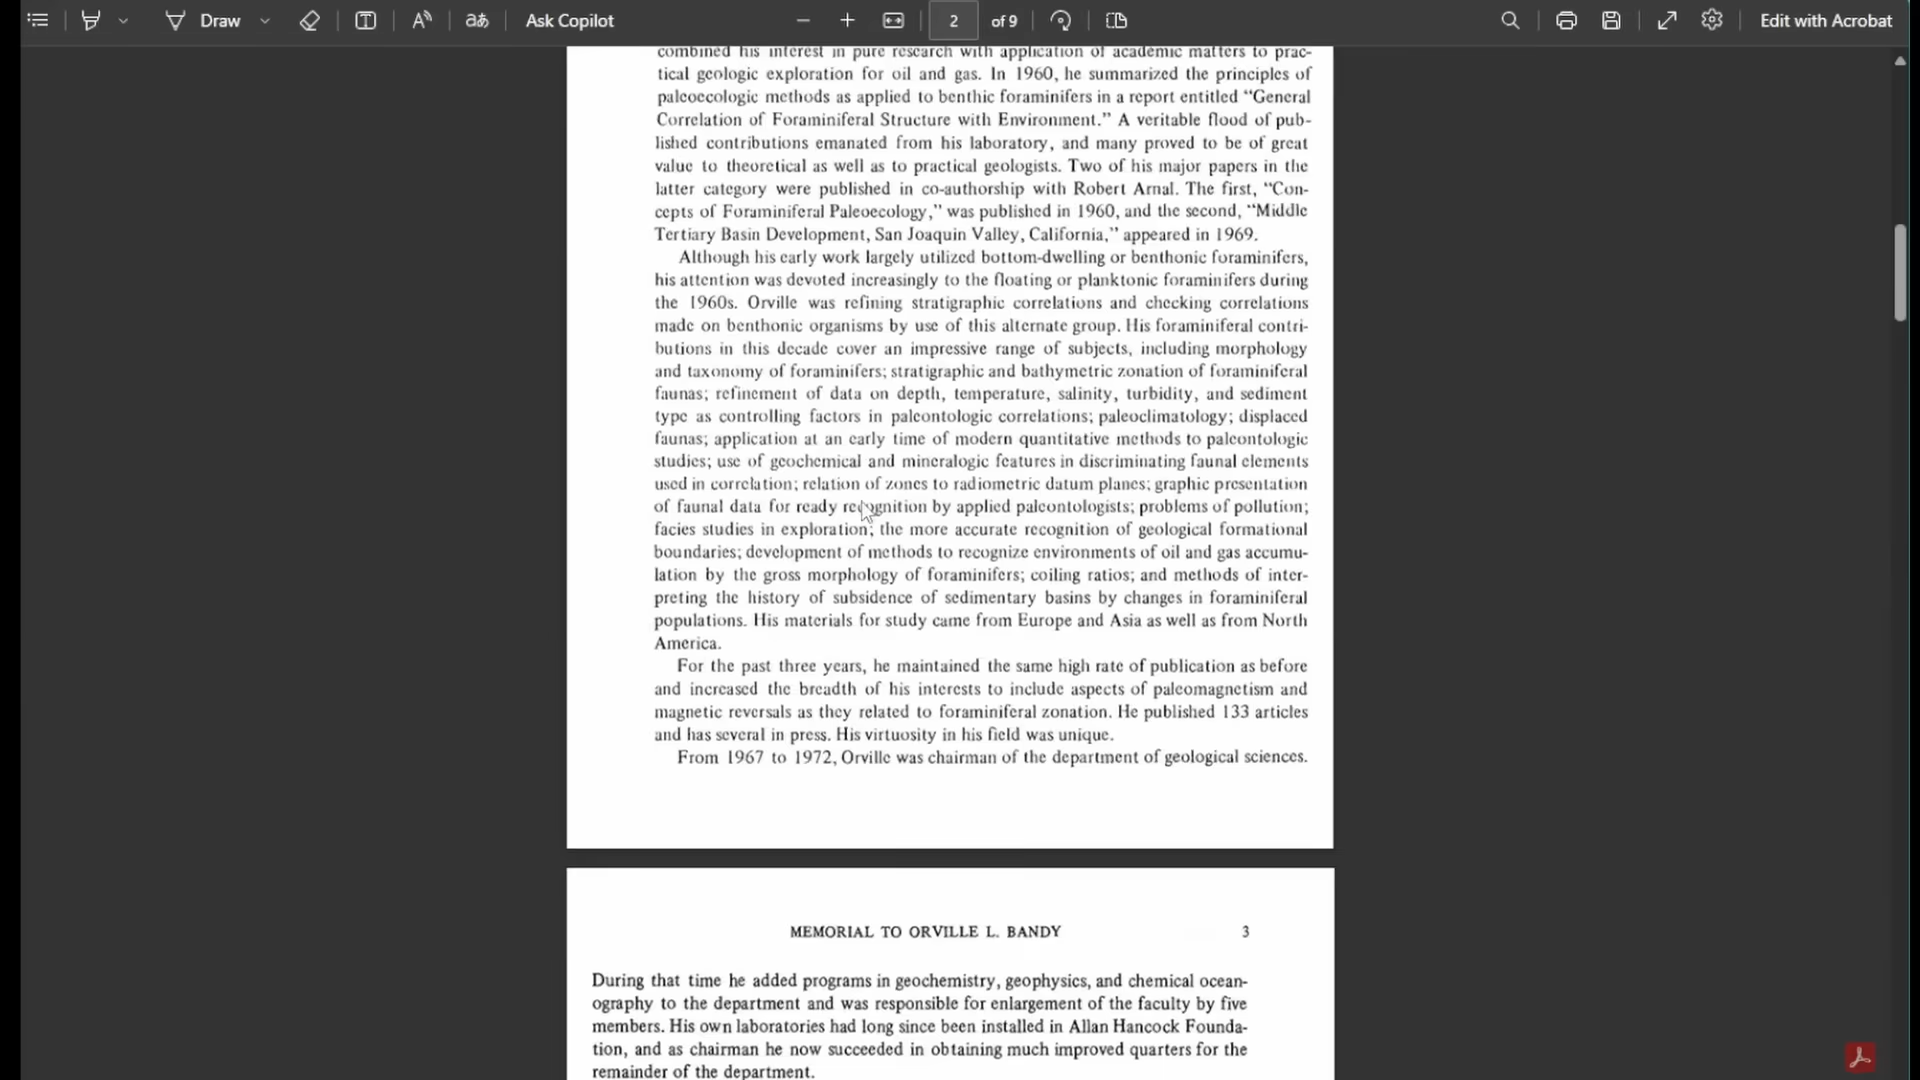 Draw
Ask Copilot
2 of 9
Edit with Acrobat
combined his interest in pure research with application of academic matters to prac-
tical geologic exploration for oil and gas. In 1960, he summarized the principles of
paleoecologic methods as applied to benthic foraminifers in a report entitled “General
Correlation of Foraminiferal Structure with Environment.” A veritable flood of pub-
lished contributions emanated from his laboratory, and many proved to be of great
value to theoretical as well as to practical geologists. Two of his major papers in the
latter category were published in co-authorship with Robert Arnal. The first, “Con-
cepts of Foraminiferal Paleoecology,” was published in 1960, and the second, “Middle
Tertiary Basin Development, San Joaquin Valley, California,” appeared in 1969.
Although his early work largely utilized bottom-dwelling or benthonic foraminifers,
his attention was devoted increasingly to the floating or planktonic foraminifers during
the 1960s. Orville was refining stratigraphic correlations and checking correlations
made on benthonic organisms by use of this alternate group. His foraminiferal contri-
butions in this decade cover an impressive range of subjects, including morphology
and taxonomy of foraminifers; stratigraphic and bathymetric zonation of foraminiferal
faunas; refinement of data on depth, temperature, salinity, turbidity, and sediment
type as controlling factors in paleontologic correlations; paleoclimatology; displaced
faunas; application at an early time of modern quantitative methods to paleontologic
studies; use of geochemical and mineralogic features in discriminating faunal elements
used in correlation; relation of zones to radiometric datum planes; graphic presentation
of faunal data for ready recognition by applied paleontologists; problems of pollution;
facies studies in exploration; the more accurate recognition of geological formational
boundaries; development of methods to recognize environments of oil and gas accumu-
lation by the gross morphology of foraminifers; coiling ratios; and methods of inter-
preting the history of subsidence of sedimentary basins by changes in foraminiferal
populations. His materials for study came from Europe and Asia as well as from North
America.
For the past three years, he maintained the same high rate of publication as before
and increased the breadth of his interests to include aspects of paleomagnetism and
magnetic reversals as they related to foraminiferal zonation. He published 133 articles
and has several in press. His virtuosity in his field was unique.
From 1967 to 1972, Orville was chairman of the department of geological sciences.
MEMORIAL TO ORVILLE L. BANDY 3
During that time he added programs in geochemistry, geophysics, and chemical ocean-
ography to the department and was responsible for enlargement of the faculty by five
members. His own laboratories had long since been installed in Allan Hancock Founda-
tion, and as chairman he now succeeded in obtaining much improved quarters for the
remainder of the department.